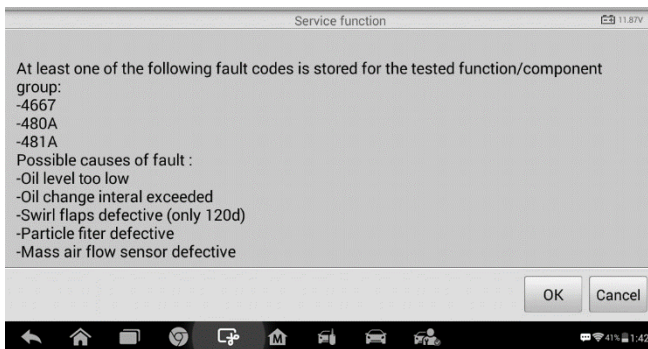 Service function
11.87V
At least one of the following fault codes is stored for the tested function/component
group:
-4667
-480A
-481A
Possible causes of fault :
-Oil level too low
-Oil change interal exceeded
-Swirl flaps defective (only 120d)
-Particle fiter defective
-Mass air flow sensor defective
OK
Cancel
M
41%
1:42